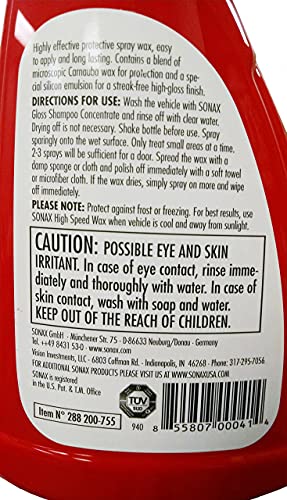 Highly effective protective spray wax, easy
to apply and long lasting. Contains a blend of
microscopic Carnauba wax for protection and a spe-
cial silicon emulsion for a streak-free high-gloss finish.
DIRECTIONS FOR USE: Wash the vehicle with SONAX
Gloss Shampoo Concentrate and rinse off with clear water.
Drying off is not necessary. Shake bottle before use. Spray
sparingly onto the wet surface. Only treat small areas at a time.
2-3 sprays will be sufficient for a door. Spread the wax with a
damp sponge or cloth and polish off immediately with a soft towel
or microfiber cloth. If the wax dries, simply spray on more and wipe
off immediately.
PLEASE NOTE: Protect against frost or freezing. For best results, use
SONAX High Speed Wax when vehicle is cool and away from sunlight.
CAUTION: POSSIBLE EYE AND SKIN
IRRITANT. In case of eye contact, rinse imme-
diately and thoroughly with water. In case of
skin contact, wash with soap and water.
KEEP OUT OF THE REACH OF CHILDREN.
SONAX GmbH · Münchener Str. 75 · D-86633 Neuburg/Donau · Germany
Tel. ++49 8431 53-0 · www.sonax.com
Vision Investments, LLC · 6803 Coffman Rd. · Indianapolis, IN 46268 · Phone: 317-295-7056
FOR ADDITIONAL SONAX PRODUCTS PLEASE VISIT US AT WWW.SONAXUSA.COM
SONAX is registered
in the U.S. Pat. & T.M. Office
TÜV
SÜD
Item N° 288 200-755
940
8 55807 00041 4